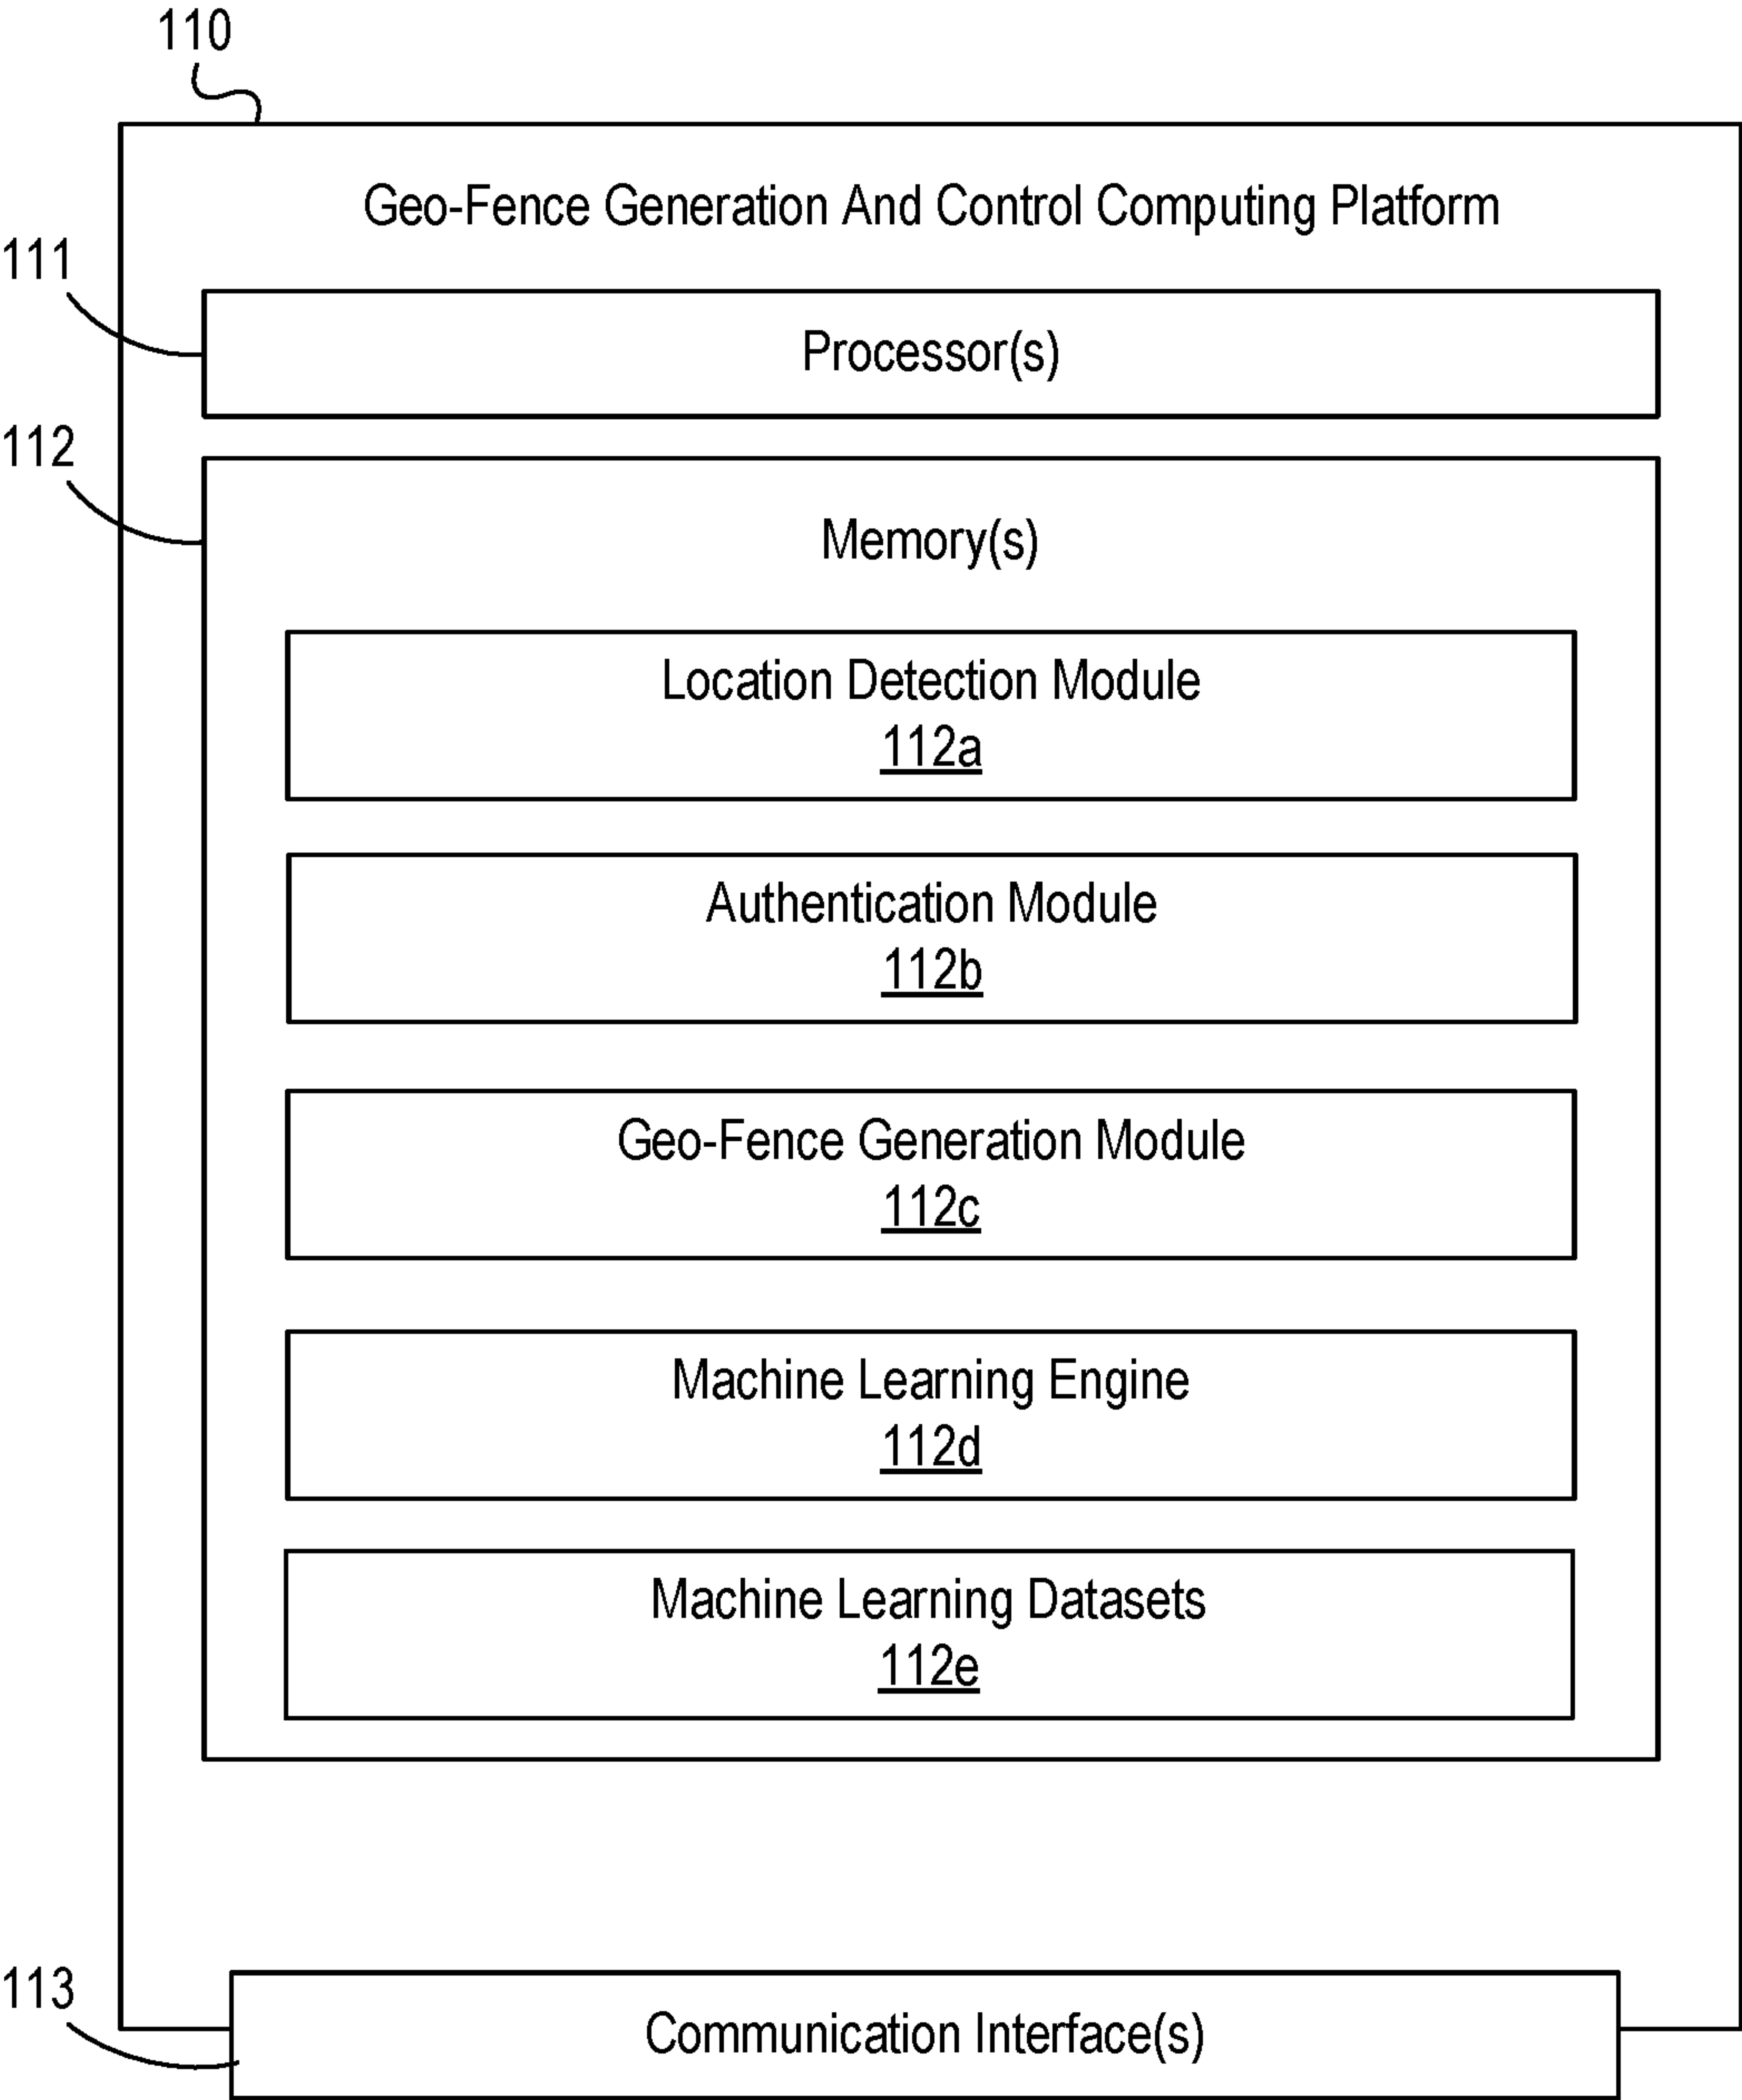 110
Geo-Fence Generation And Control Computing Platform
111
Processor(s)
112
Memory(s)
Location Detection Module
112a
Authentication Module
112b
Geo-Fence Generation Module
112c
Machine Learning Engine
112d
Machine Learning Datasets
112e
113
Communication Interface(s)